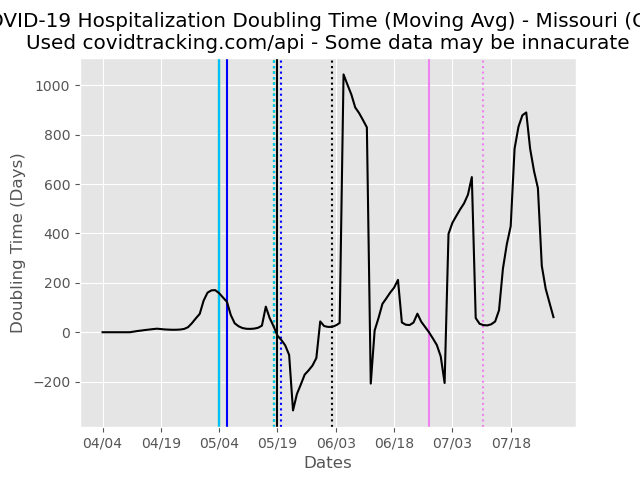 OVID-19 Hospitalization Doubling Time (Moving Avg) - Missouri (
Used covidtracking.com/api - Some data may be innacurate
1000
800
600
400
200
0
−200
Doubling Time (Days)
04/04 04/19 05/04 05/19 06/03 06/18 07/03 07/18
Dates